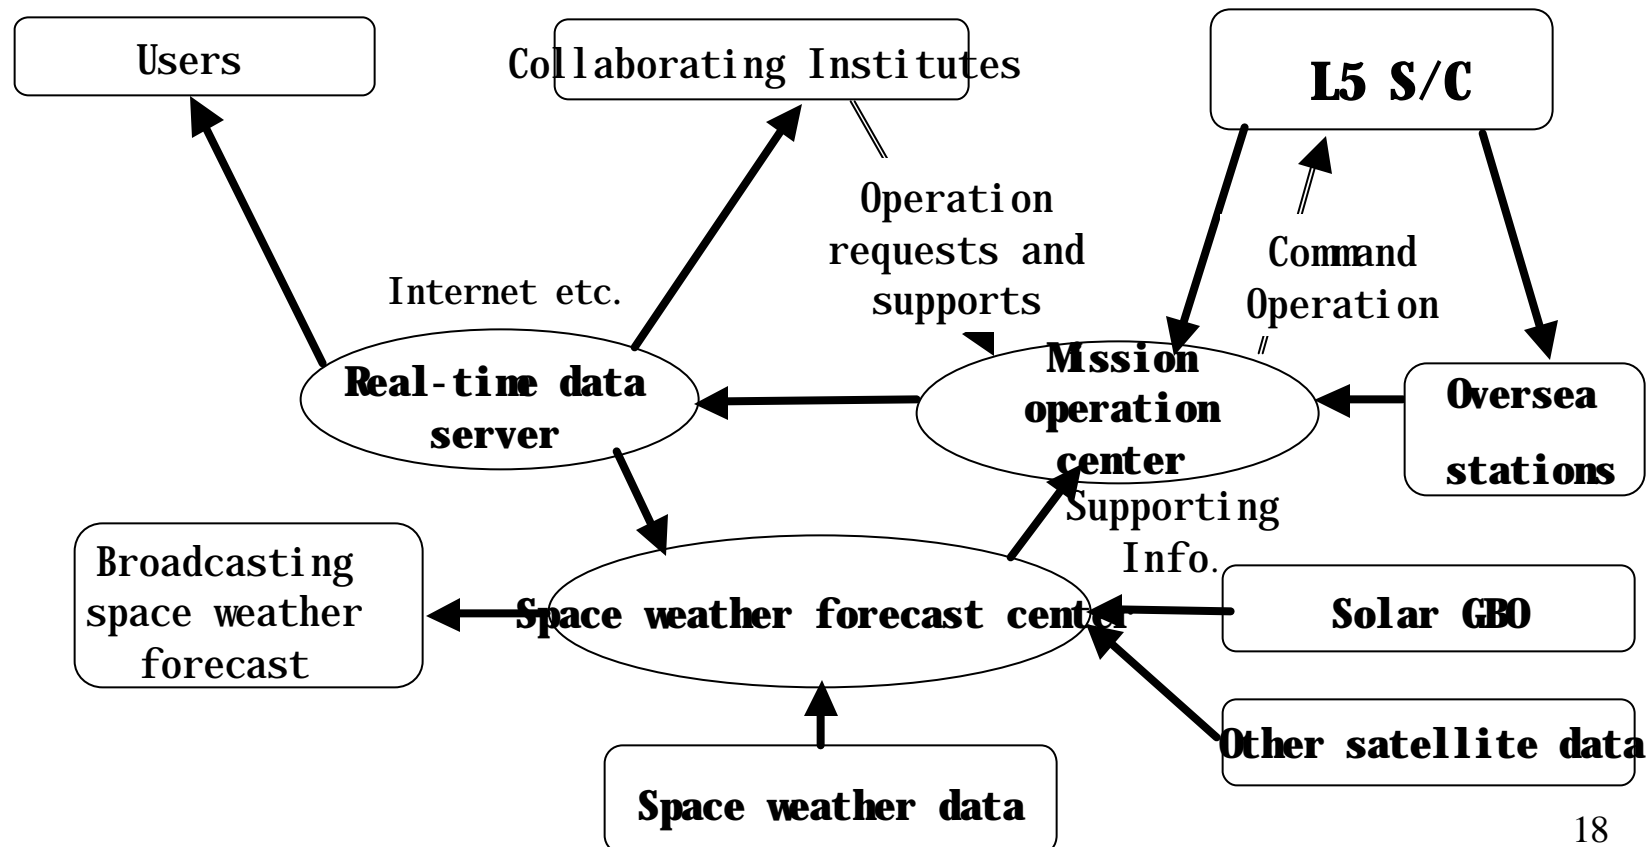 Users
Collaborating Institutes
L5 S/C
Operation
requests and
supports
Command
Operation
Internet etc.
Real-time data
server
Mission
operation
center
Oversea
stations
Supporting
Info.
Broadcasting
space weather
forecast
Space weather forecast center
Solar GBO
Other satellite data
Space weather data
18